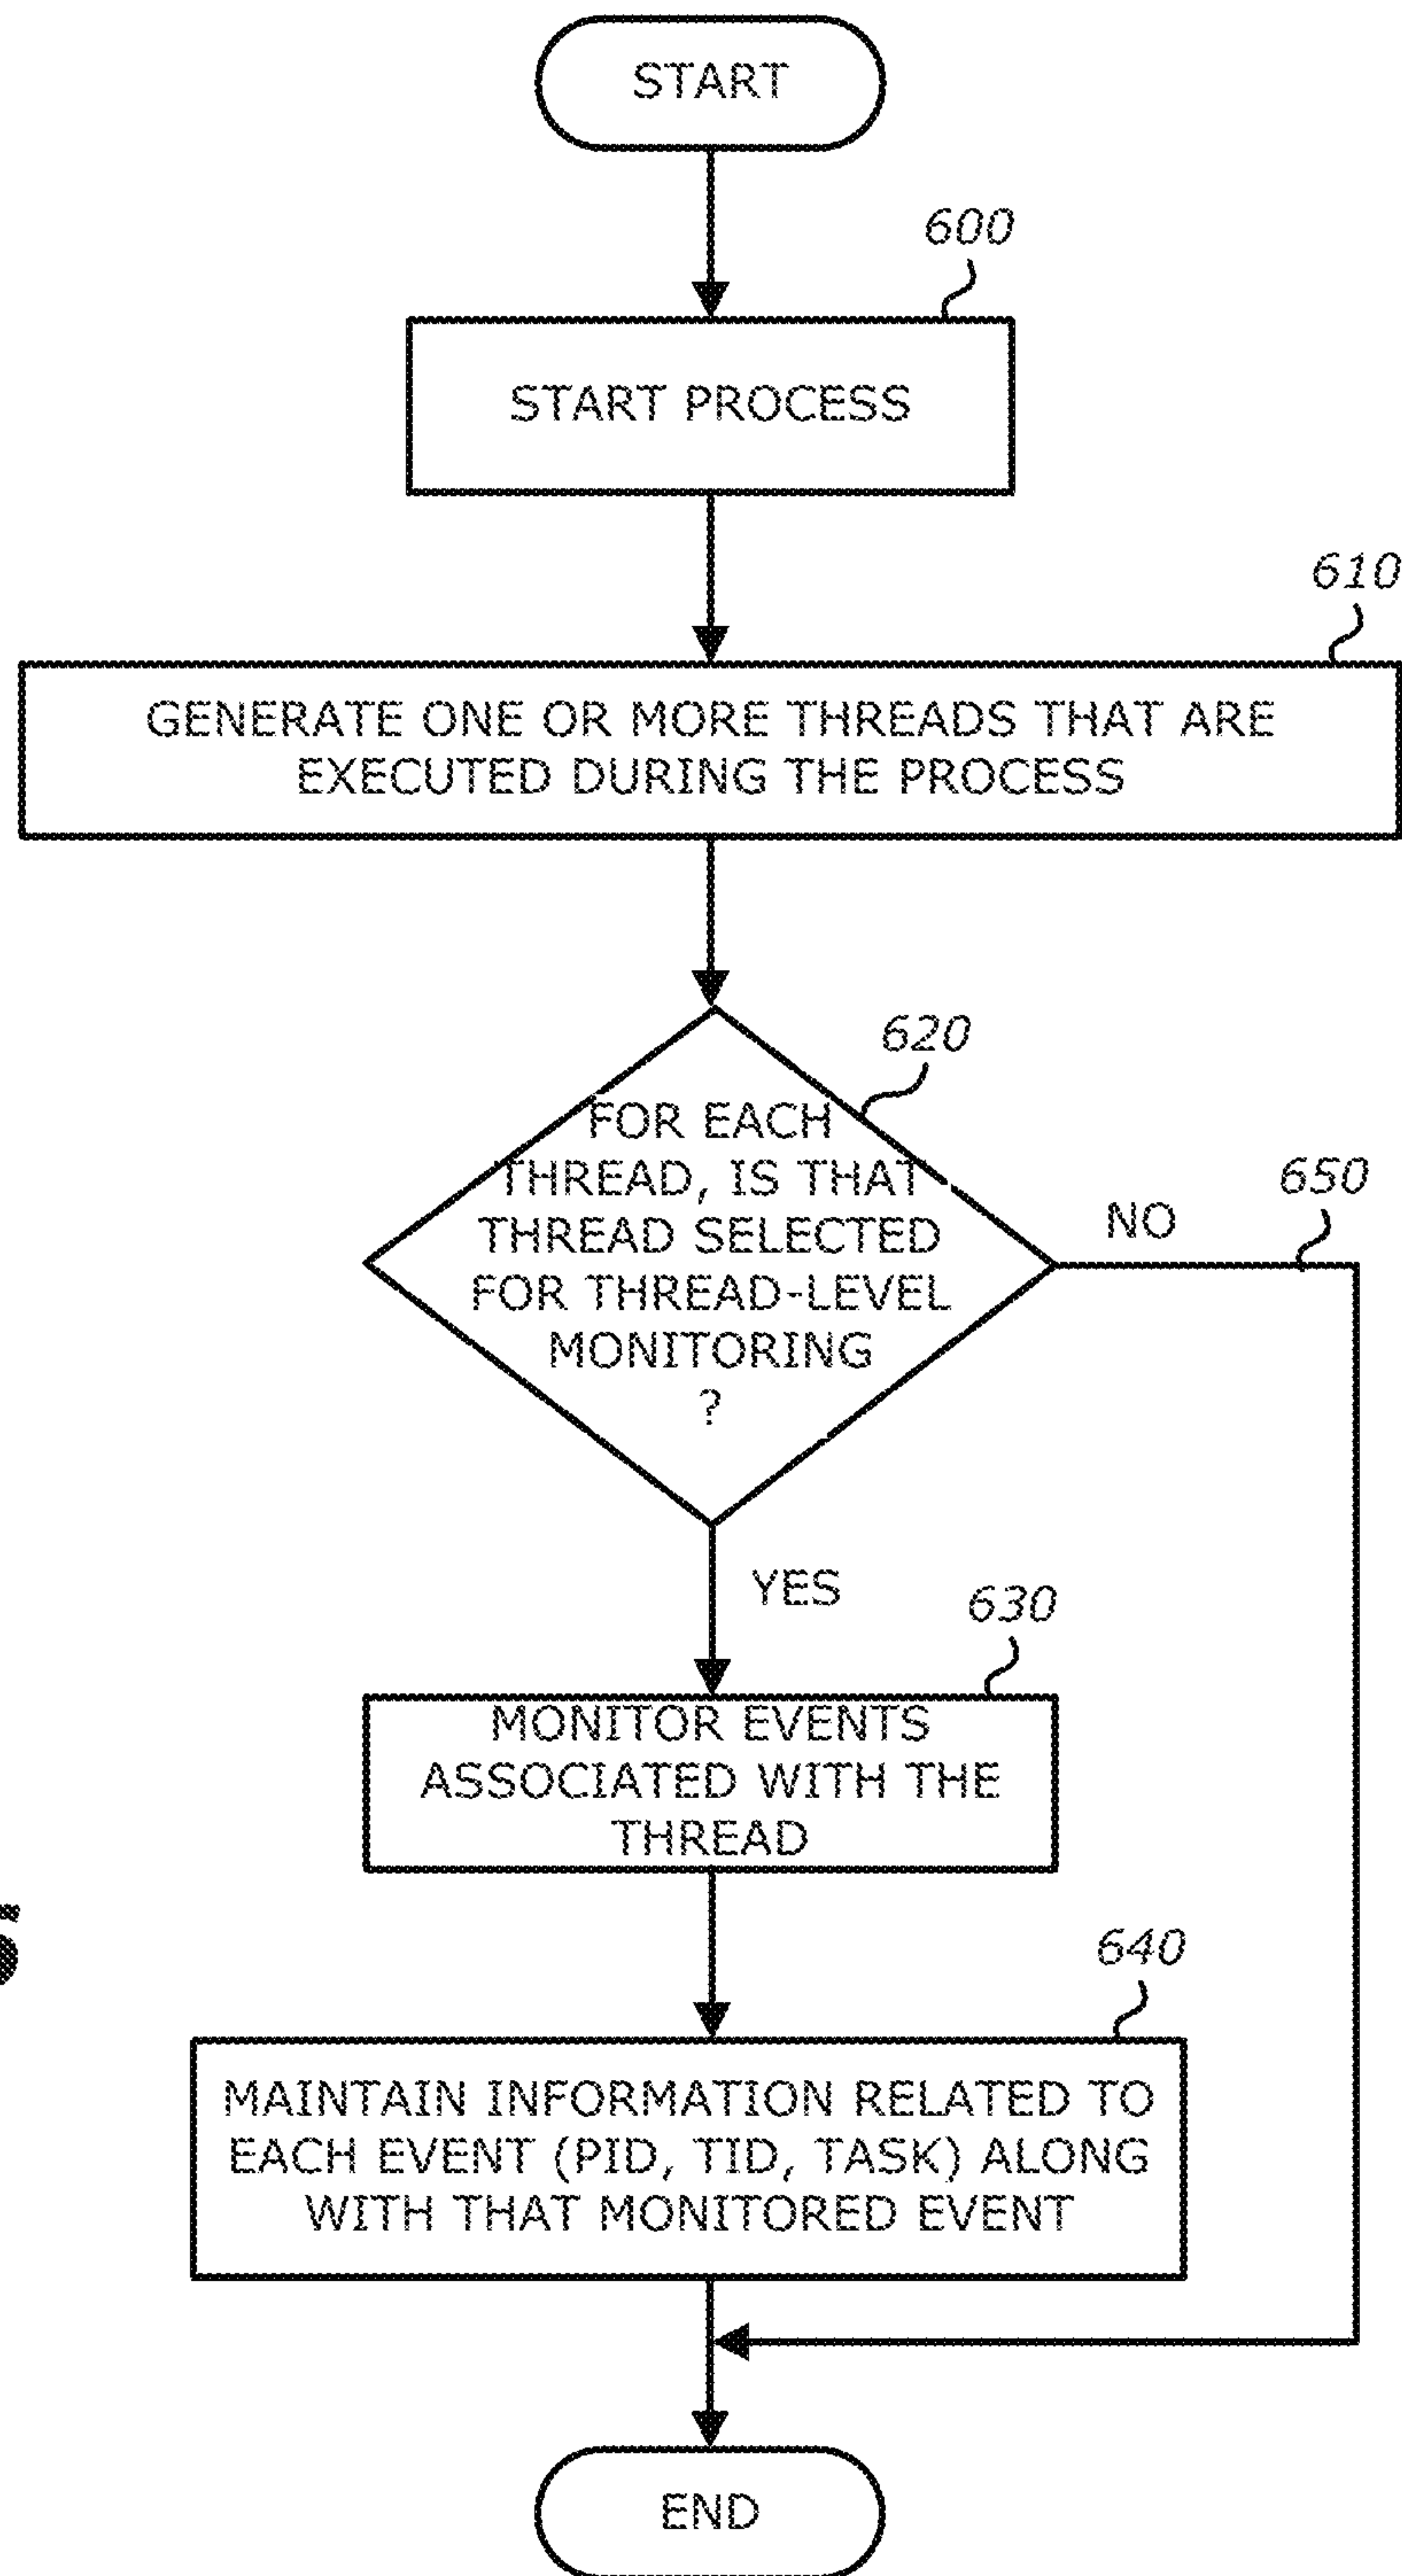 START
600
START PROCESS
610
GENERATE ONE OR MORE THREADS THAT ARE
EXECUTED DURING THE PROCESS
620
FOR EACH
THREAD, IS THAT
THREAD SELECTED
FOR THREAD-LEVEL
MONITORING
?
NO
650
YES
630
MONITOR EVENTS
ASSOCIATED WITH THE
THREAD
640
MAINTAIN INFORMATION RELATED TO
EACH EVENT (PID, TID, TASK) ALONG
WITH THAT MONITORED EVENT
END